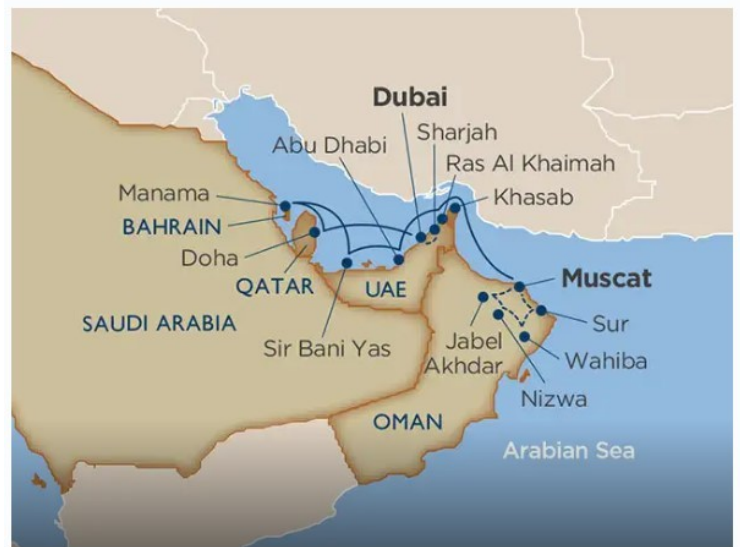 Dubai
Sharjah
Abu Dhabi
Ras Al Khaimah
Manama
Khasab
BAHRAIN
Doha
Muscat
QATAR
UAE
SAUDI ARABIA
Sur
Sir Bani Yas
Jabel
Akhdar
Wahiba
Nizwa
OMAN
Arabian Sea